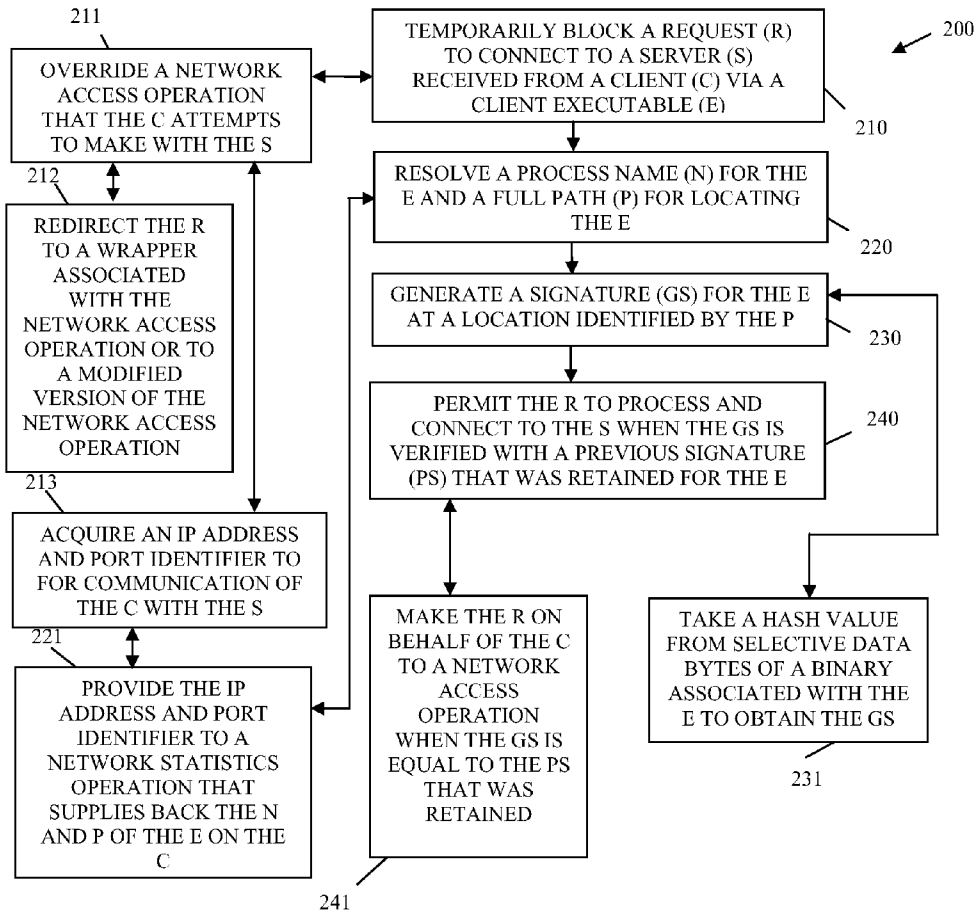 200
211
OVERRIDE A NETWORK
ACCESS OPERATION
THAT THE C ATTEMPTS
TO MAKE WITH THE S
TEMPORARILY BLOCK A REQUEST (R)
TO CONNECT TO A SERVER (S)
RECEIVED FROM A CLIENT (C) VIA A
CLIENT EXECUTABLE (E)
210
212
REDIRECT THE R
TO A WRAPPER
ASSOCIATED
WITH THE
NETWORK ACCESS
OPERATION OR TO
A MODIFIED
VERSION OF THE
NETWORK ACCESS
OPERATION
RESOLVE A PROCESS NAME (N) FOR THE
E AND A FULL PATH (P) FOR LOCATING
THE E
220
GENERATE A SIGNATURE (GS) FOR THE E
AT A LOCATION IDENTIFIED BY THE P
230
PERMIT THE R TO PROCESS AND
CONNECT TO THE S WHEN THE GS IS
VERIFIED WITH A PREVIOUS SIGNATURE
(PS) THAT WAS RETAINED FOR THE E
240
213
ACQUIRE AN IP ADDRESS
AND PORT IDENTIFIER TO
FOR COMMUNICATION OF
THE C WITH THE S
221
PROVIDE THE IP
ADDRESS AND PORT
IDENTIFIER TO A
NETWORK STATISTICS
OPERATION THAT
SUPPLIES BACK THE N
AND P OF THE E ON THE
C
MAKE THE R ON
BEHALF OF THE C
TO A NETWORK
ACCESS
OPERATION
WHEN THE GS IS
EQUAL TO THE PS
THAT WAS
RETAINED
241
TAKE A HASH VALUE
FROM SELECTIVE DATA
BYTES OF A BINARY
ASSOCIATED WITH THE
E TO OBTAIN THE GS
231